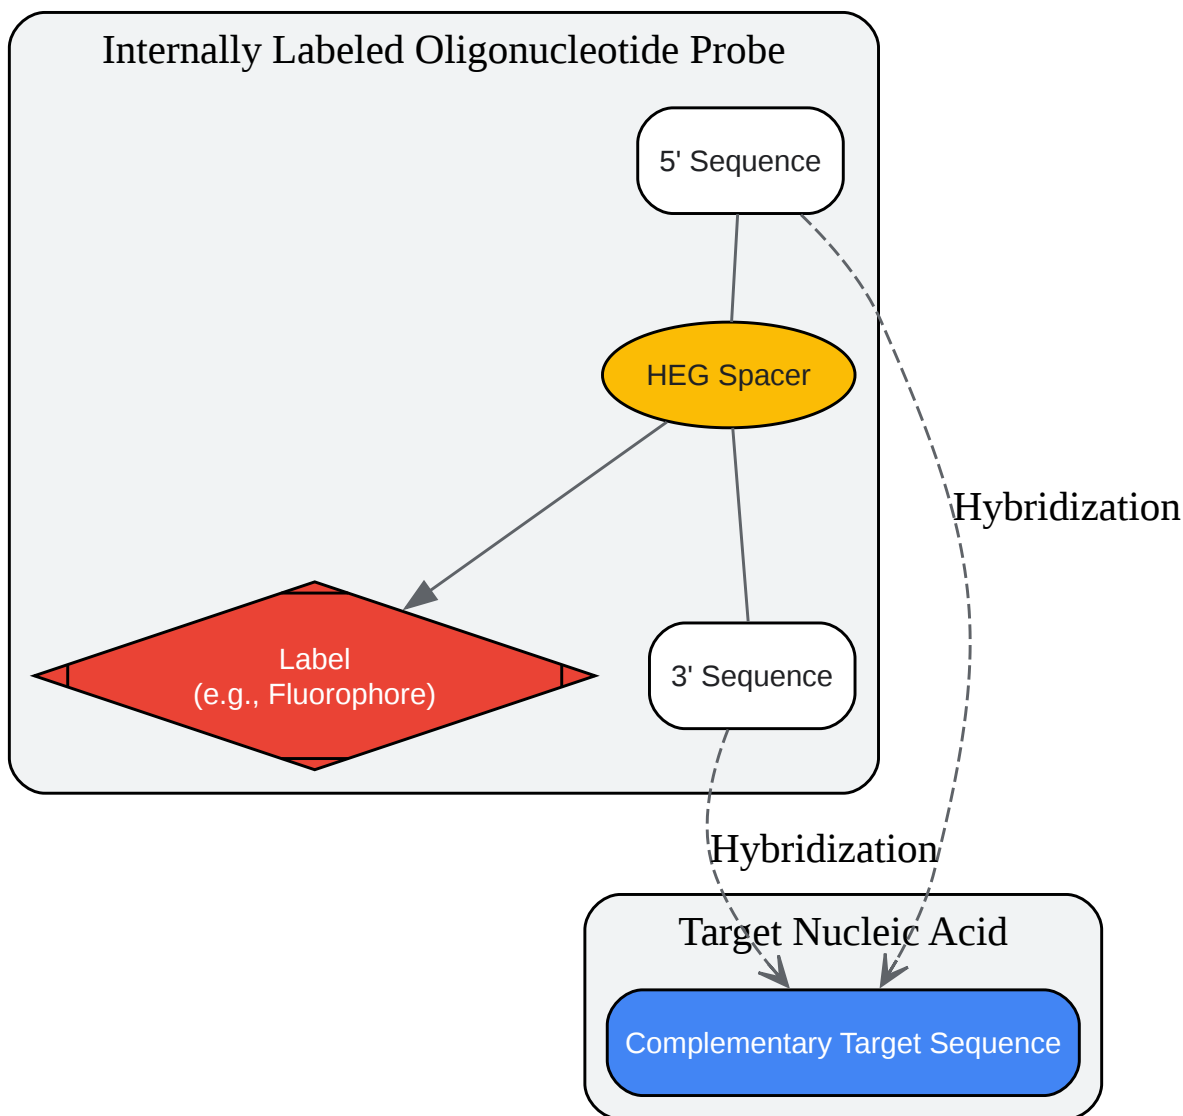 Internally Labeled Oligonucleotide Probe
5' Sequence
HEG Spacer
Hybridization
Label
(e.g., Fluorophore)
3' Sequence
Hybridization
Target Nucleic Acid
Complementary Target Sequence